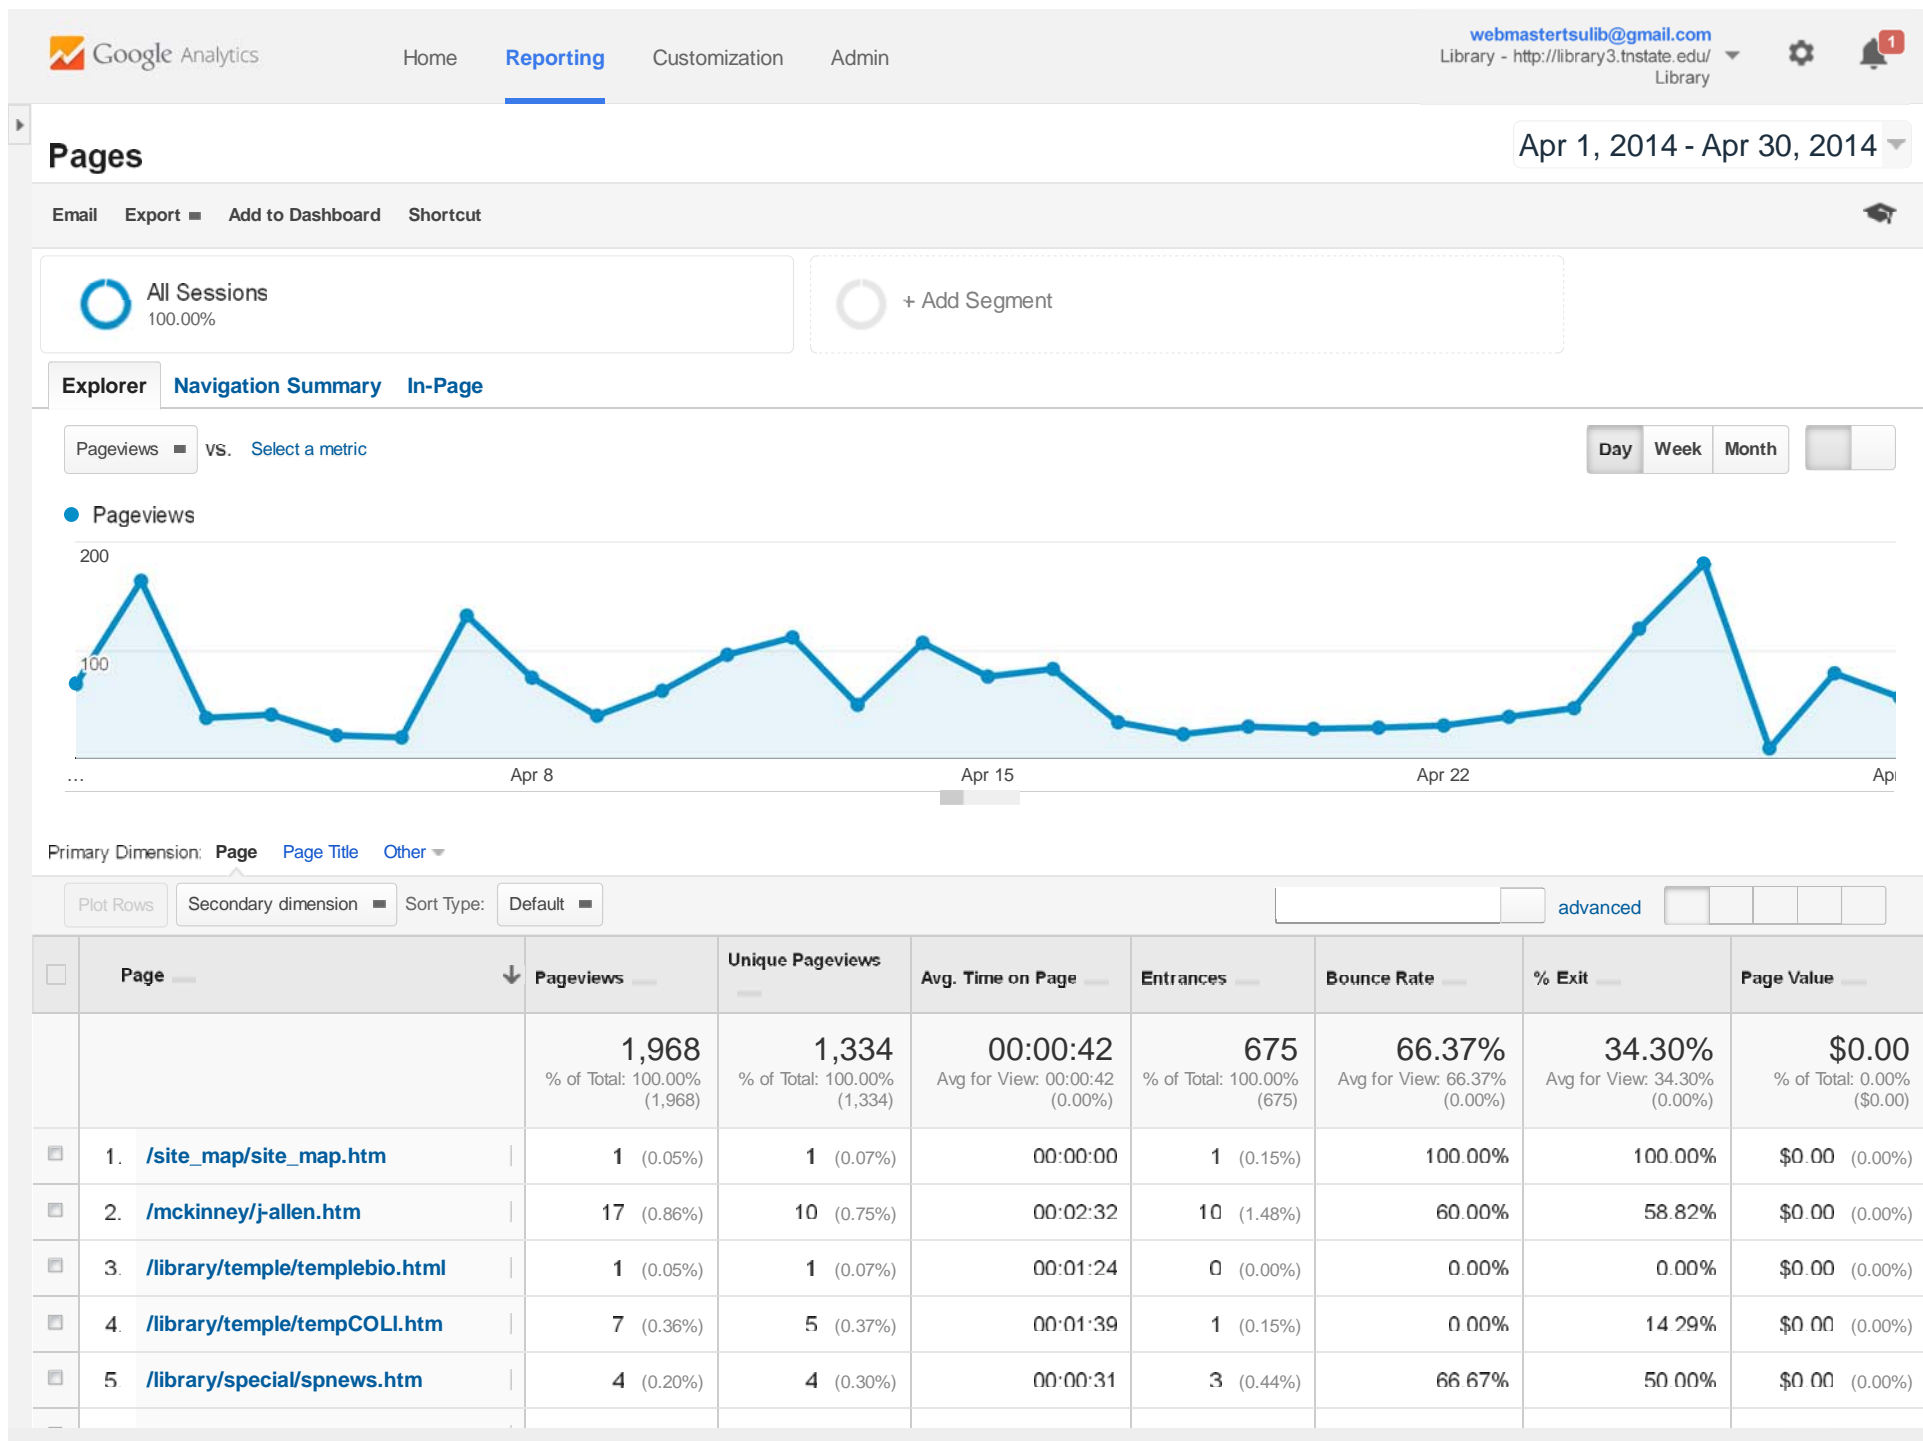 Google Analytics Home Reporting Customization Admin
webmastertsulib@gmail.com
Library - http://library3.tnstate.edu/
Library
1
Pages
Apr 1, 2014 - Apr 30, 2014
Email Export Add to Dashboard Shortcut
All Sessions
100.00%
+ Add Segment
Explorer Navigation Summary In-Page
Pageviews VS. Select a metric
Day Week Month
Pageviews
200
100
... Apr 8 Apr 15 Apr 22 Apr
Primary Dimension: Page Page Title Other
Plot Rows Secondary dimension Sort Type: Default advanced
Page Pageviews Unique Pageviews Avg. Time on Page Entrances Bounce Rate % Exit Page Value
1,968 1,334 00:00:42 675 66.37% 34.30% $0.00
% of Total: 100.00% % of Total: 100.00% Avg for View: 00:00:42 % of Total: 100.00% Avg for View: 66.37% Avg for View: 34.30% % of Total: 0.00%
(1,968) (1,334) (0.00%) (675) (0.00%) (0.00%) ($0.00)
1. /site_map/site_map.htm 1 (0.05%) 1 (0.07%) 00:00:00 1 (0.15%) 100.00% 100.00% $0.00 (0.00%)
2. /mckinney/j-allen.htm 17 (0.86%) 10 (0.75%) 00:02:32 10 (1.48%) 60.00% 58.82% $0.00 (0.00%)
3. /library/temple/templebio.html 1 (0.05%) 1 (0.07%) 00:01:24 0 (0.00%) 0.00% 0.00% $0.00 (0.00%)
4. /library/temple/tempCOLI.htm 7 (0.36%) 5 (0.37%) 00:01:39 1 (0.15%) 0.00% 14.29% $0.00 (0.00%)
5. /library/special/spnews.htm 4 (0.20%) 4 (0.30%) 00:00:31 3 (0.44%) 66.67% 50.00% $0.00 (0.00%)